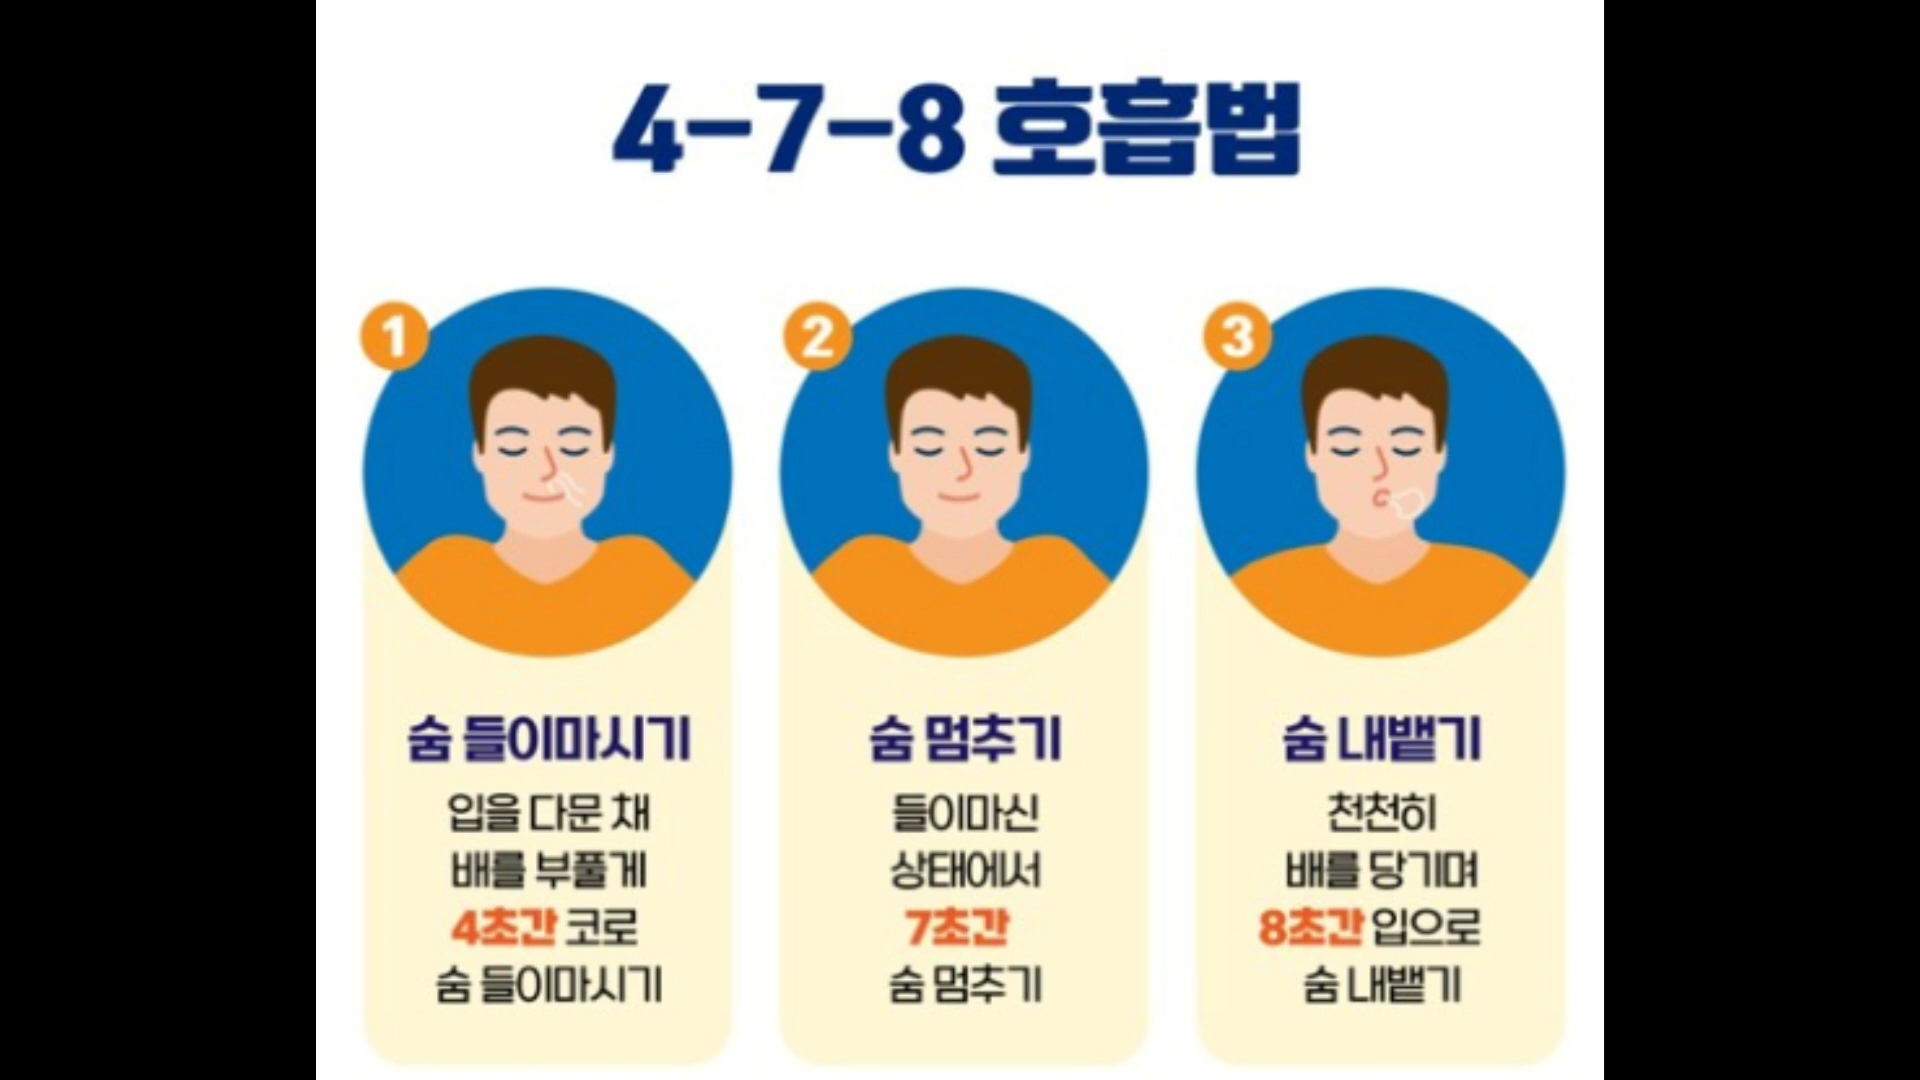 4-7-8 호흡법
1
숨 들이마시기
입을 다문 채
배를 부풀게
4초간 코로
숨 들이마시기
2
숨 멈추기
들이마신
상태에서
7초간
숨 멈추기
3
숨 내뱉기
천천히
배를 당기며
8초간 입으로
숨 내뱉기